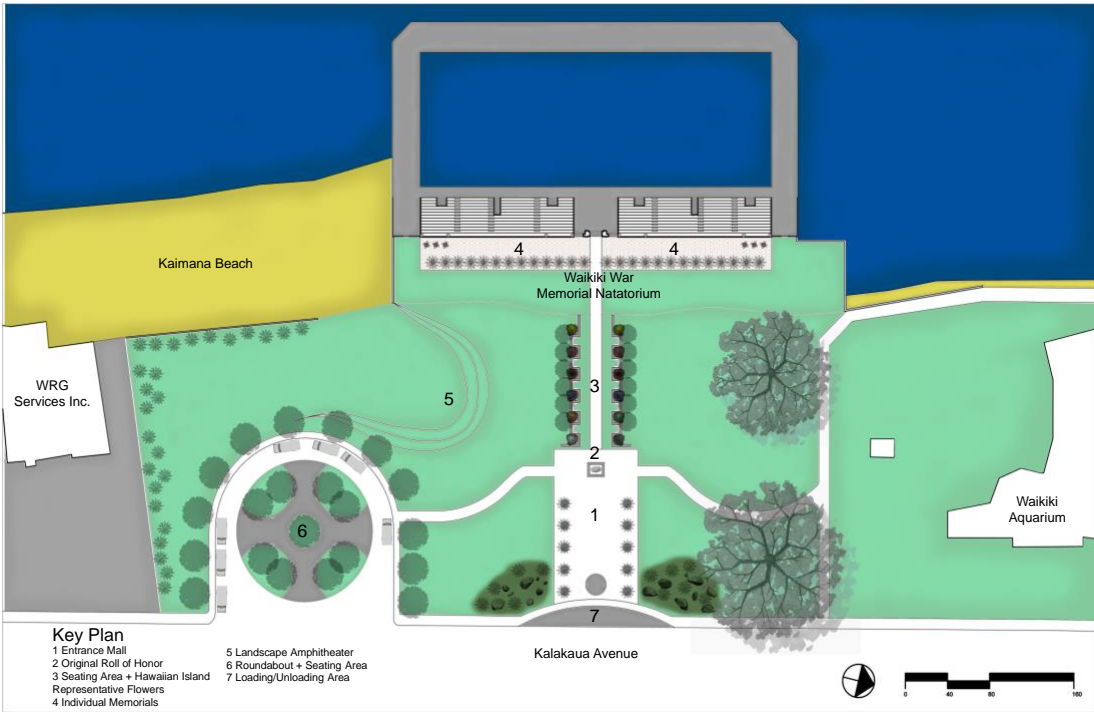 4
4
Kaimana Beach
Waikiki War
Memorial Natatorium
WRG
Services Inc.
5
3
2
1
6
Waikiki
Aquarium
7
Kalakaua Avenue
Key Plan
1 Entrance Mall
2 Original Roll of Honor
3 Seating Area + Hawaiian Island
Representative Flowers
4 Individual Memorials
5 Landscape Amphitheater
6 Roundabout + Seating Area
7 Loading/Unloading Area
0 40 80 160